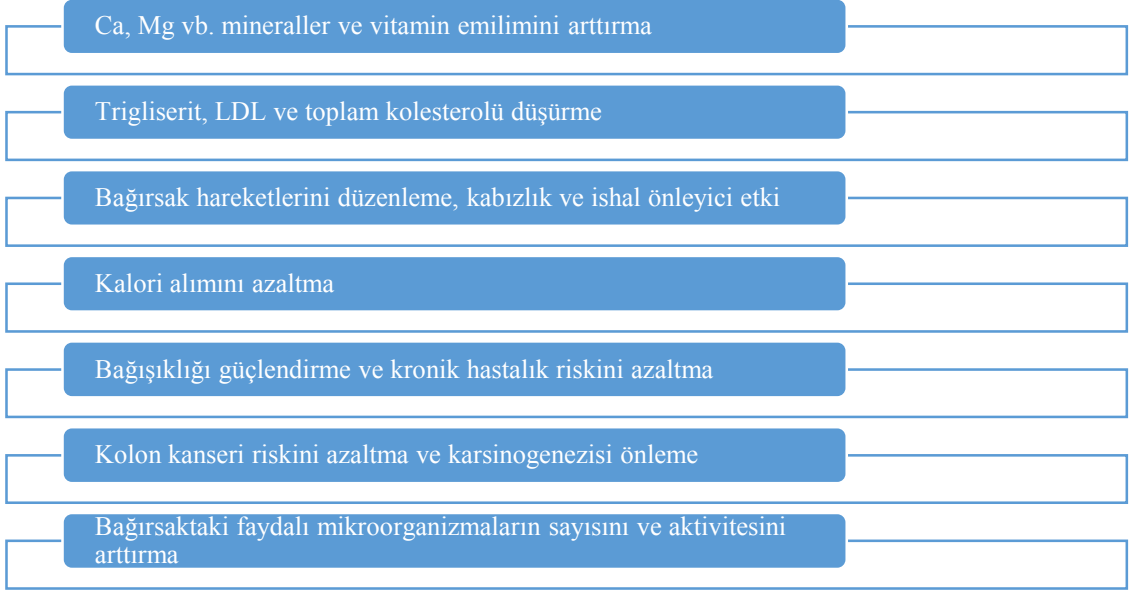 Ca, Mg vb. mineraller ve vitamin emilimini arttırma
Trigliserit, LDL ve toplam kolesterolü düşürme
Bağırsak hareketlerini düzenleme, kabızlık ve ishal önleyici etki
Kalori alımını azaltma
Bağışıklığı güçlendirme ve kronik hastalık riskini azaltma
Kolon kanseri riskini azaltma ve karsinogenezisi önleme
Bağırsaktaki faydalı mikroorganizmaların sayısını ve aktivitesini
arttırma